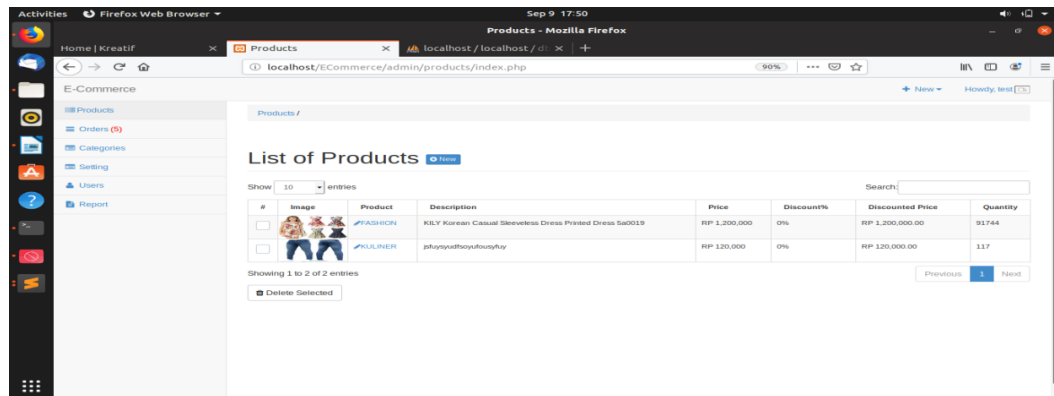 Activities Firefox Web Browser Sep 9 17:50
Products - Mozilla Firefox
Home | Kreatif Products localhost / localhost / d
localhost/ECommerce/admin/products/index.php 90%
E-Commerce + New Howdy, test
Products
Orders (5)
Categories
Setting
Users
Report
Products /
List of Products New
Show 10 entries Search:
# Image Product Description Price Discount% Discounted Price Quantity
FASHION KILY Korean Casual Sleeveless Dress Printed Dress 5a0019 RP 1,200,000 0% RP 1,200,000.00 91744
KULINER RP 120,000 0% RP 120,000.00 117
Showing 1 to 2 of 2 entries Previous 1 Next
Delete Selected